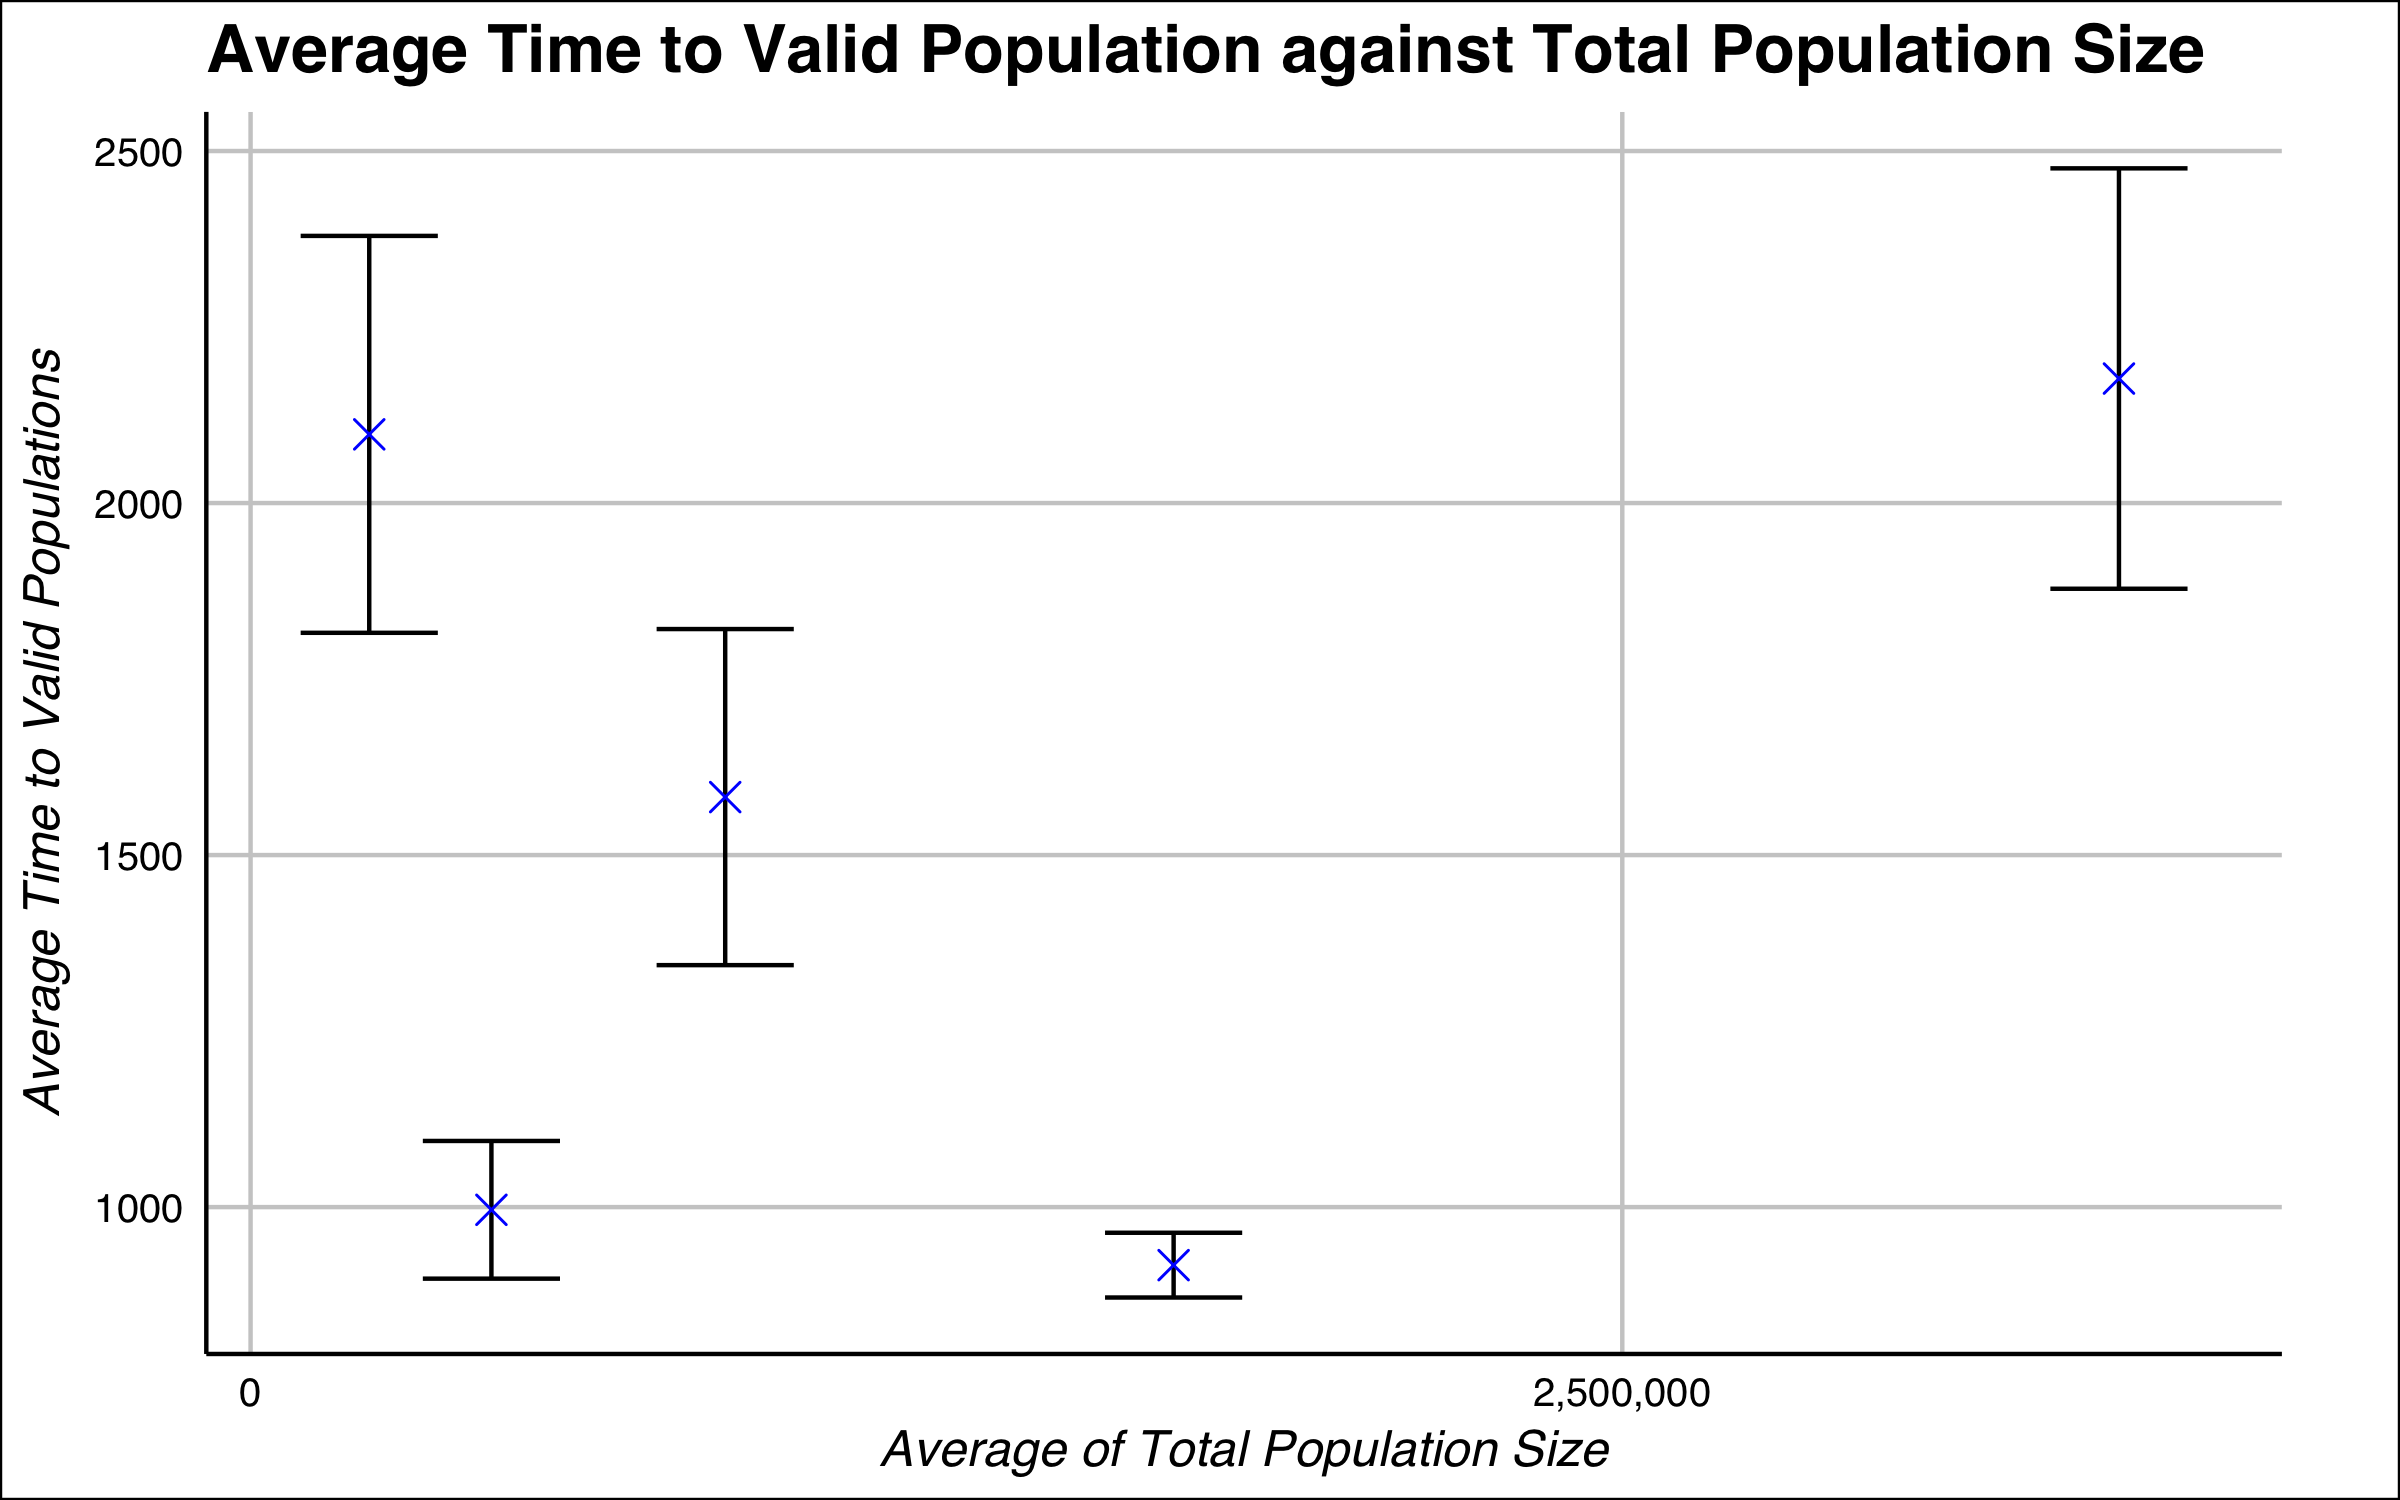 Average Time to Valid Population against Total Population Size
2500
2000
1500
1000
Average Time to Valid Populations
0
2,500,000
Average of Total Population Size